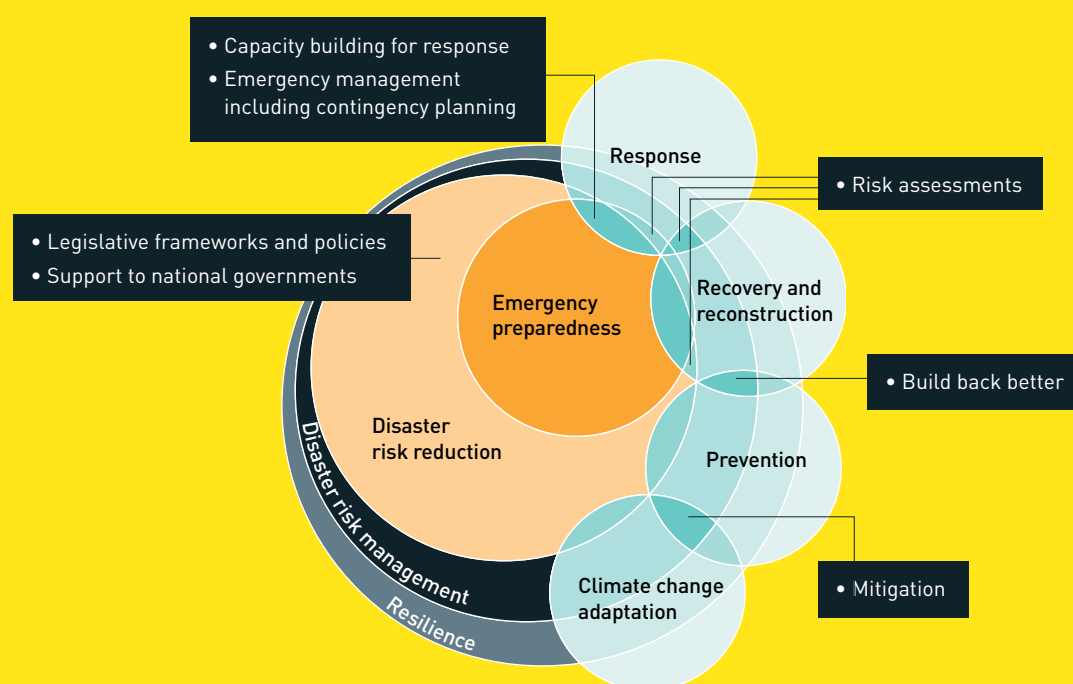 • Capacity building for response
• Emergency management
including contingency planning
Response
• Risk assessments
• Legislative frameworks and policies
• Support to national governments
Emergency
preparedness
Recovery and
reconstruction
• Build back better
Disaster
risk reduction
Prevention
Disaster risk management
Resilience
Climate change
adaptation
• Mitigation